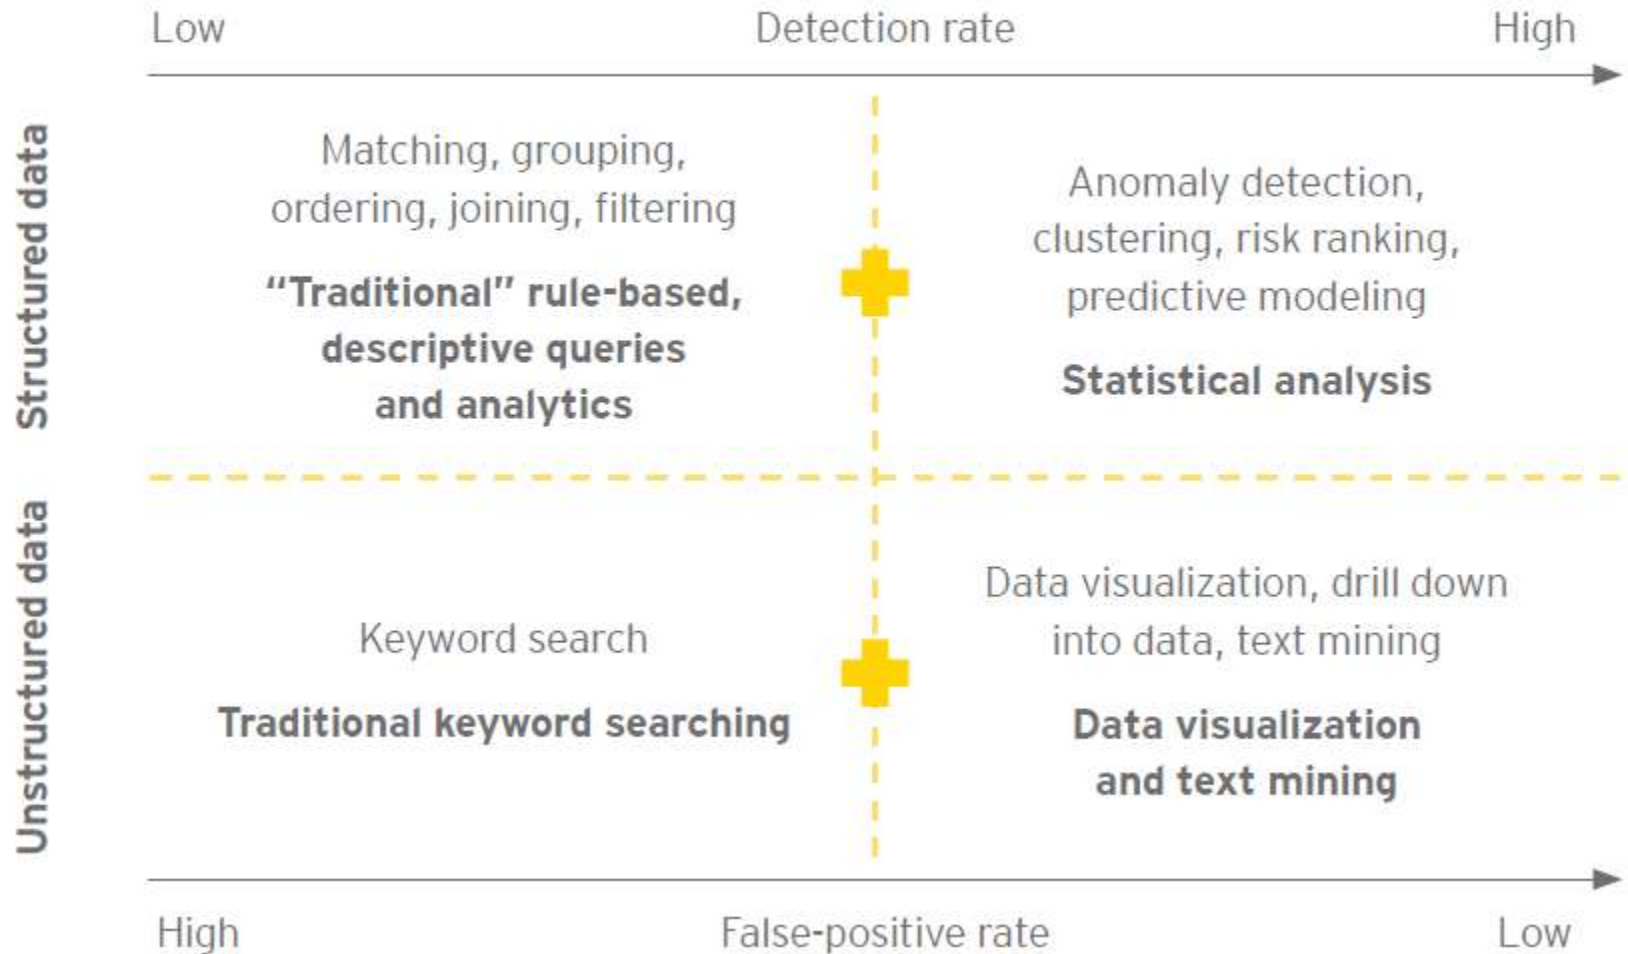 Low
Detection rate
High
Structured data
Matching, grouping,
ordering, joining, filtering
“Traditional” rule-based,
descriptive queries
and analytics
Anomaly detection,
clustering, risk ranking,
predictive modeling
Statistical analysis
Unstructured data
Keyword search
Traditional keyword searching
Data visualization, drill down
into data, text mining
Data visualization
and text mining
High
False-positive rate
Low